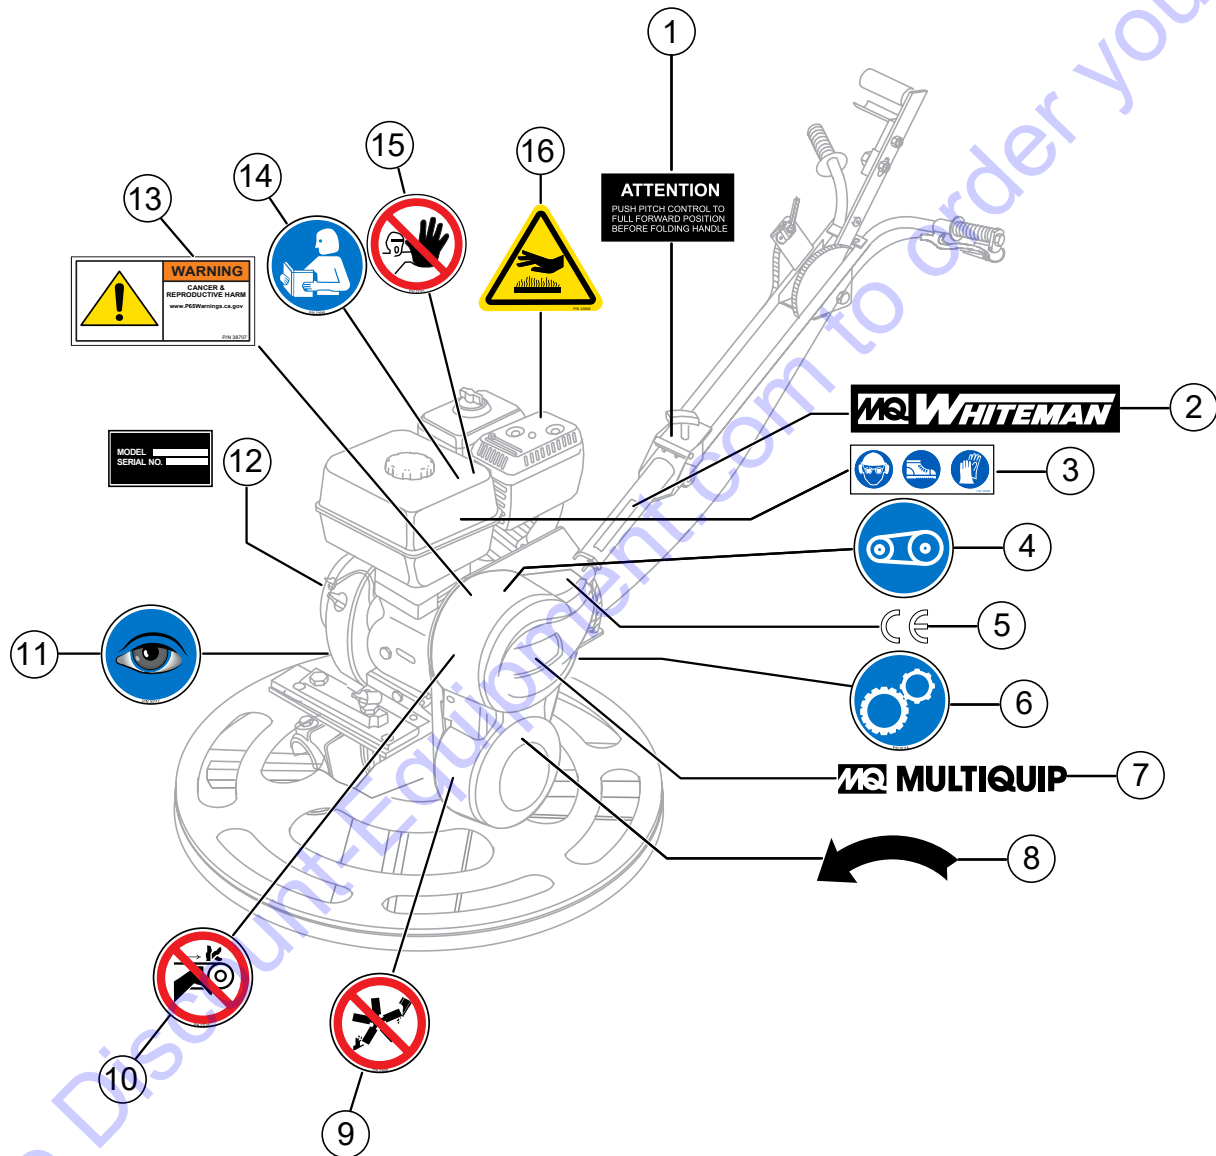 1
15
16
14
13
ATTENTION
PUSH PITCH CONTROL TO
FULL FORWARD POSITION
BEFORE FOLDING HANDLE
WARNING
CANCER &
REPRODUCTIVE HARM
www.P65Warnings.ca.gov
P/N 38707
MQ WHITEMAN
2
MODEL
SERIAL NO.
12
3
4
CE
5
11
6
MQ MULTIQUIP
7
8
10
9
Discount-Equipment.com to order you